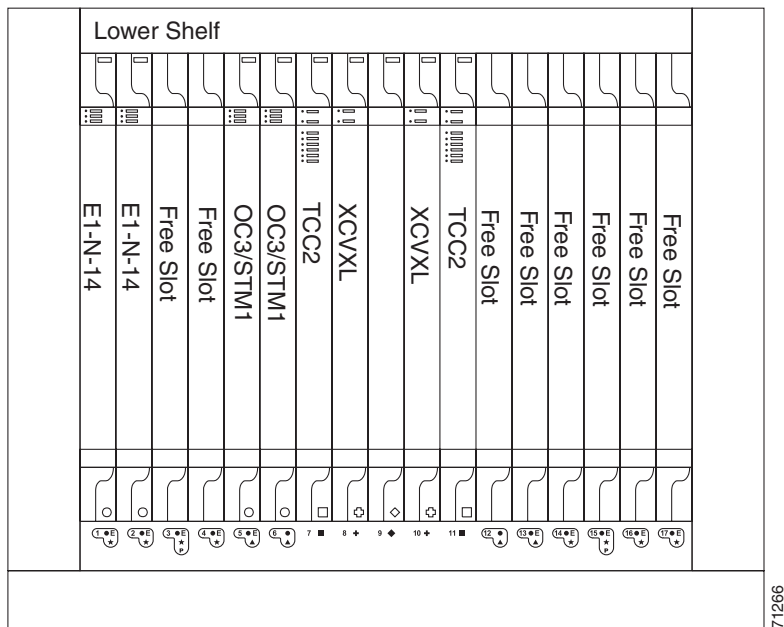 Lower Shelf
E1-N-14
E1-N-14
Free Slot
Free Slot
OC3/STM1
OC3/STM1
TCC2
XCVXL
XCVXL
TCC2
Free Slot
Free Slot
Free Slot
Free Slot
Free Slot
Free Slot
1 E
2 E
3 E P
4 E
5 E
6
7
8
9
10
11
12
13 E
14 E
15 E P
16 E
17 E
71266